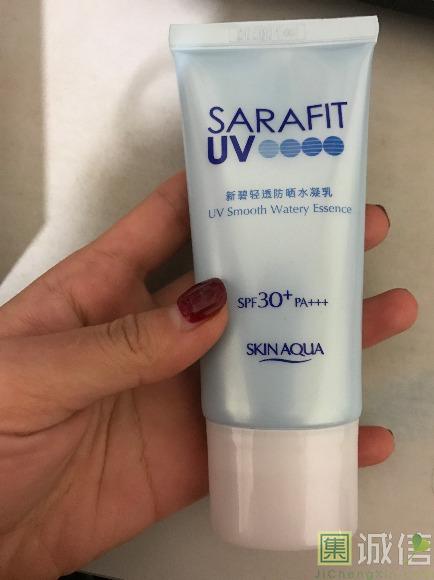 SARAFIT
UV
新碧轻透防晒水凝乳
UV Smooth Watery Essence
SPF30+ PA+++
SKIN AQUA
集 诚信